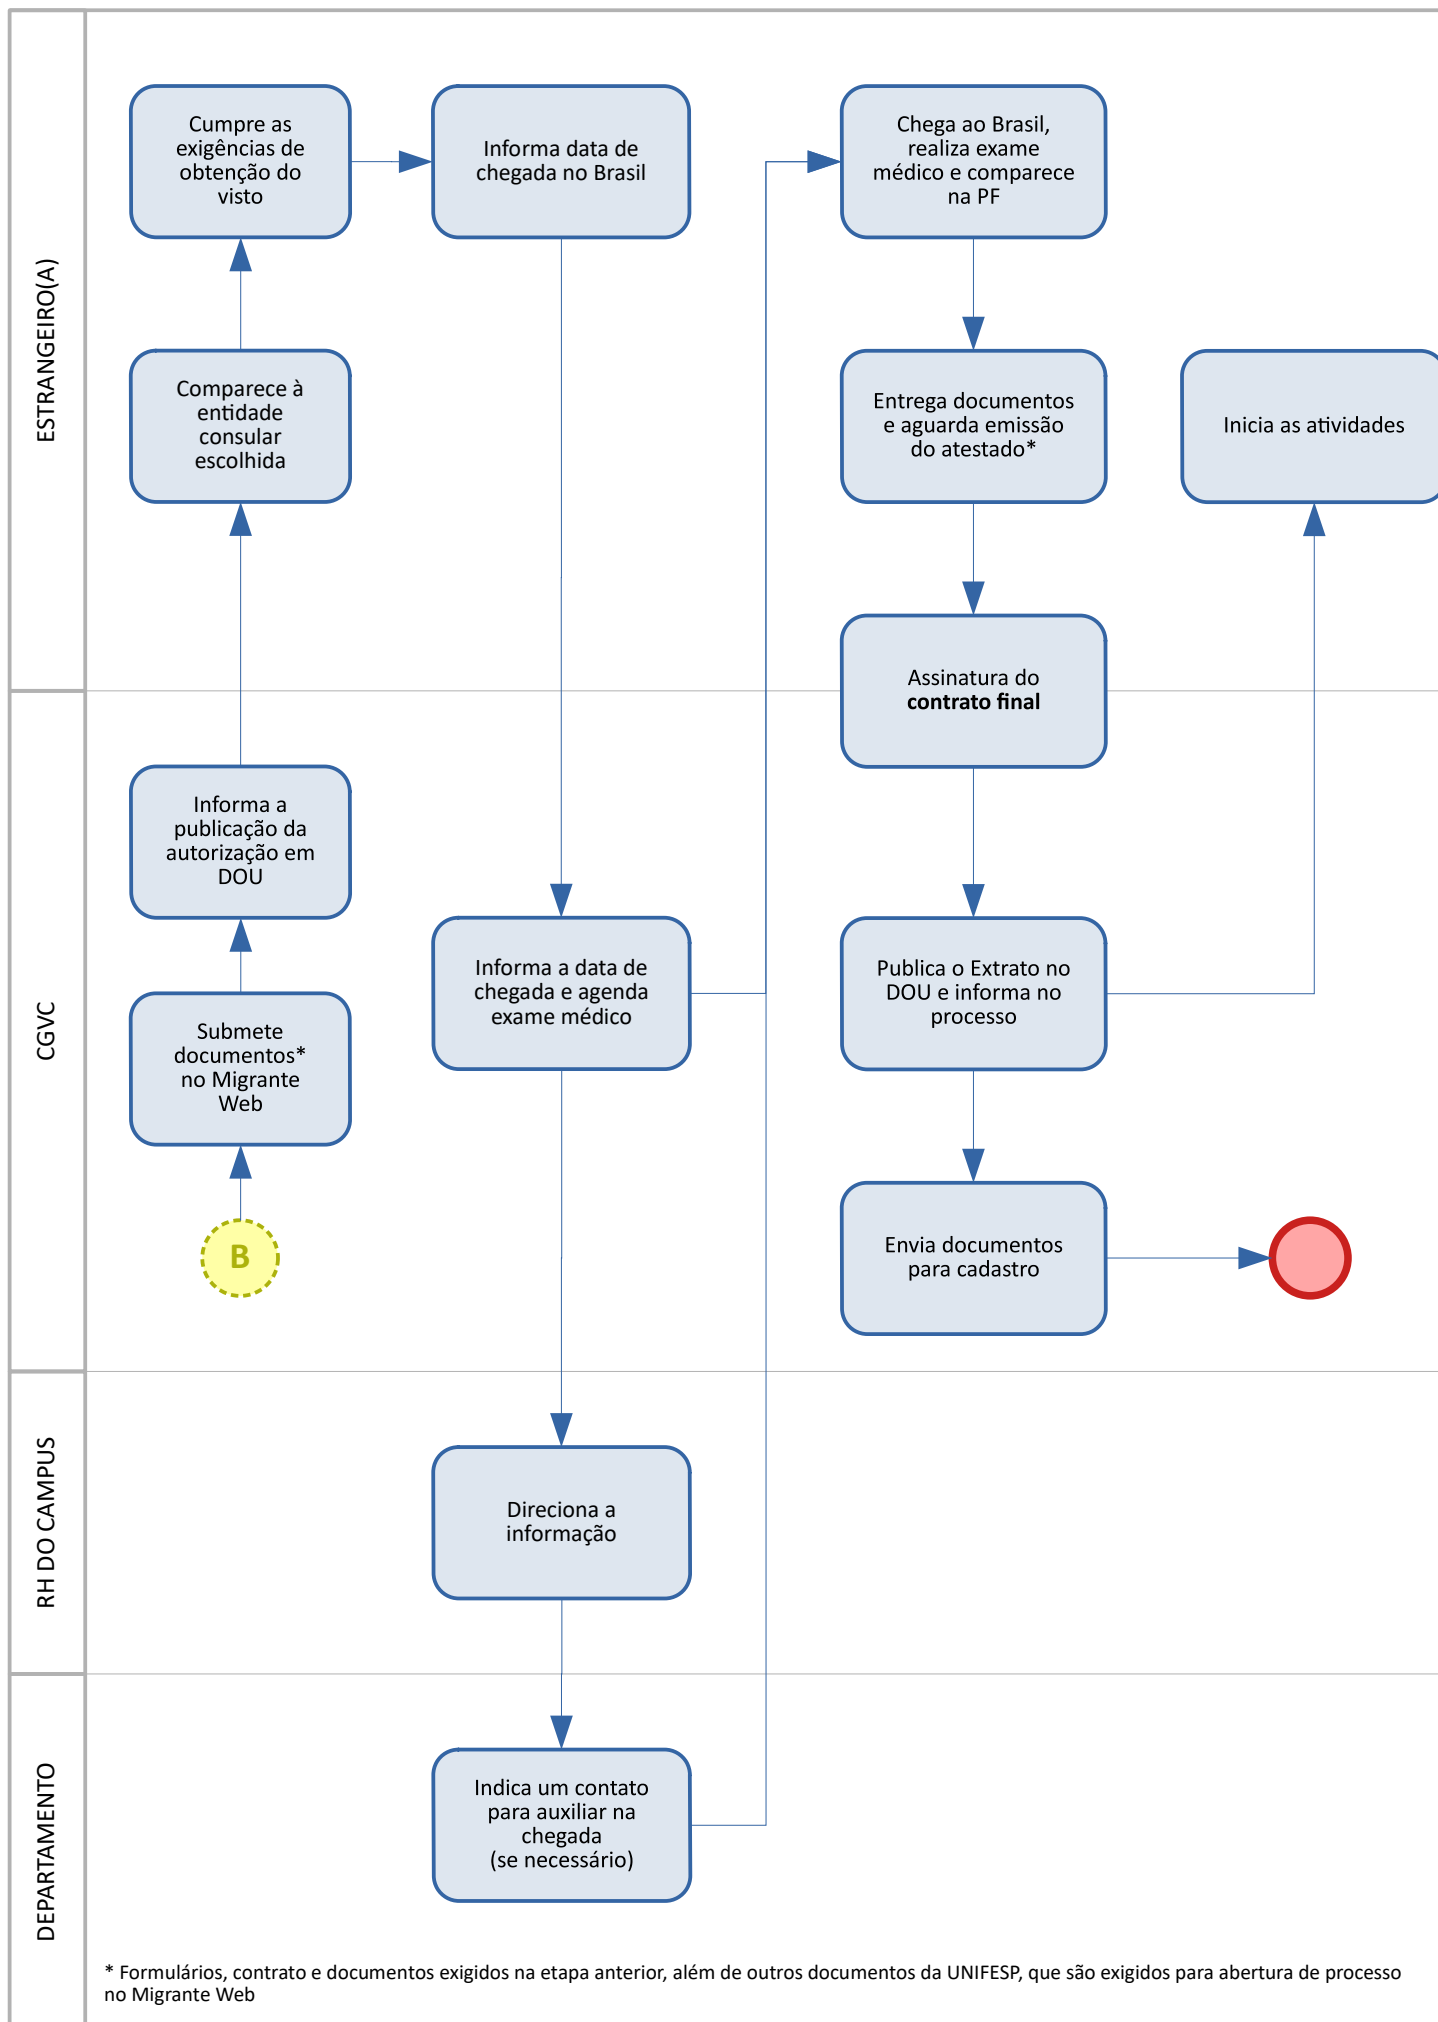 ESTRANGEIRO(A)
Cumpre as
exigências de
obtenção do
visto
Informa data de
chegada no Brasil
Chega ao Brasil,
realiza exame
médico e comparece
na PF
Comparece à
entidade
consular
escolhida
Entrega documentos
e aguarda emissão
do atestado*
Inicia as atividades
Assinatura do
contrato final
CGVC
Informa a
publicação da
autorização em
DOU
Informa a data de
chegada e agenda
exame médico
Publica o Extrato no
DOU e informa no
processo
Submete
documentos*
no Migrante
Web
B
Envia documentos
para cadastro
RH DO CAMPUS
Direciona a
informação
DEPARTAMENTO
Indica um contato
para auxiliar na
chegada
(se necessário)
* Formulários, contrato e documentos exigidos na etapa anterior, além de outros documentos da UNIFESP, que são exigidos para abertura de processo
no Migrante Web